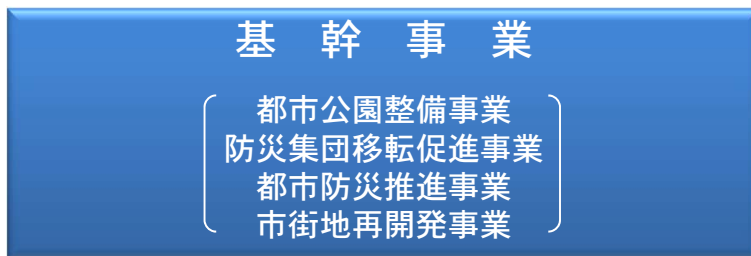 基幹事業
都市公園整備事業
防災集団移転促進事業
都市防災推進事業
市街地再開発事業